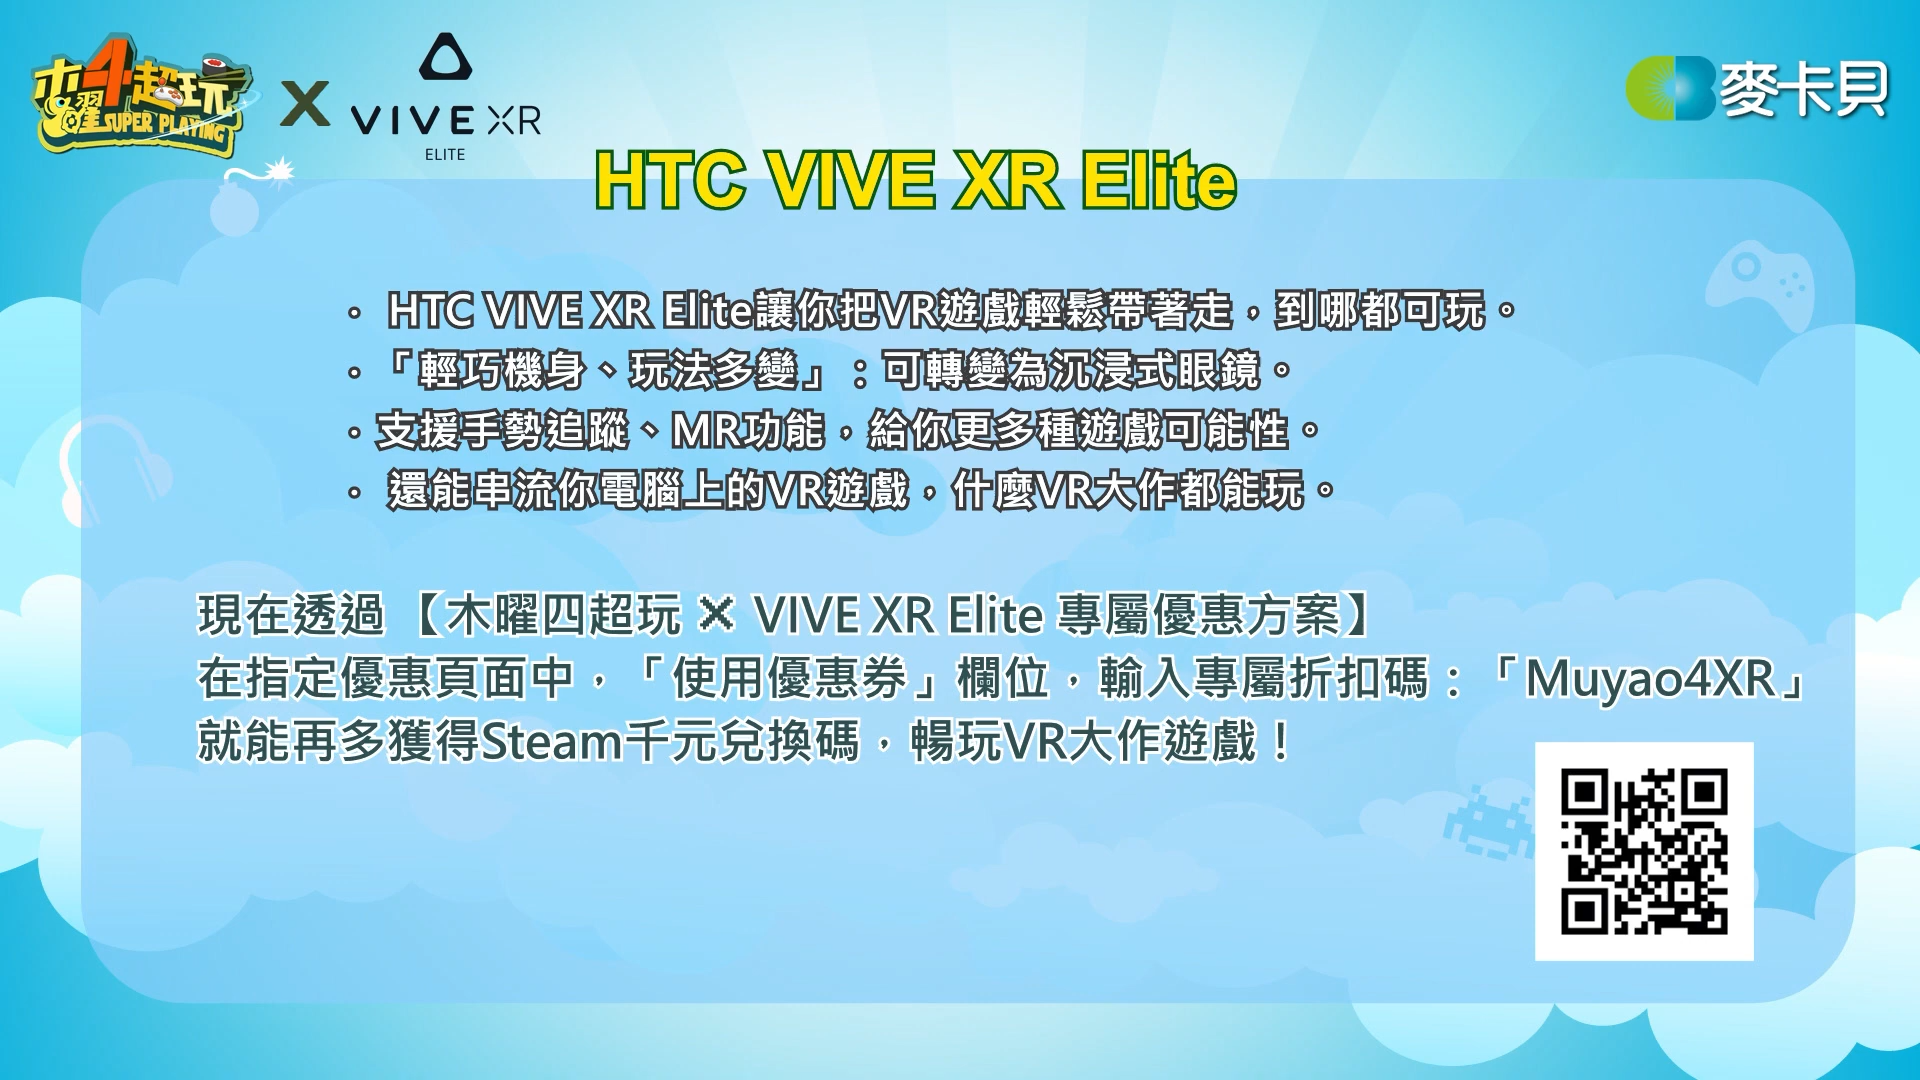 木曜4超玩
SUPER PLAYING
X
VIVE XR
ELITE
麥卡貝
HTC VIVE XR Elite
• HTC VIVE XR Elite讓你把VR遊戲輕鬆帶著走，到哪都可玩。
•「輕巧機身、玩法多變」：可轉變為沉浸式眼鏡。
•支援手勢追蹤、MR功能，給你更多種遊戲可能性。
• 還能串流你電腦上的VR遊戲，什麼VR大作都能玩。
現在透過 【木曜四超玩 ✕ VIVE XR Elite 專屬優惠方案】
在指定優惠頁面中，「使用優惠券」欄位，輸入專屬折扣碼：「Muyao4XR」
就能再多獲得Steam千元兌換碼，暢玩VR大作遊戲！